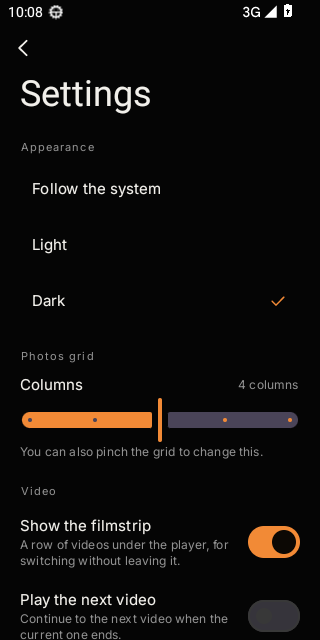 10:08
3G
Settings
Appearance
Follow the system
Light
Dark
Photos grid
Columns
4 columns
You can also pinch the grid to change this.
Video
Show the filmstrip
A row of videos under the player, for
switching without leaving it.
Play the next video
Continue to the next video when the
current one ends.